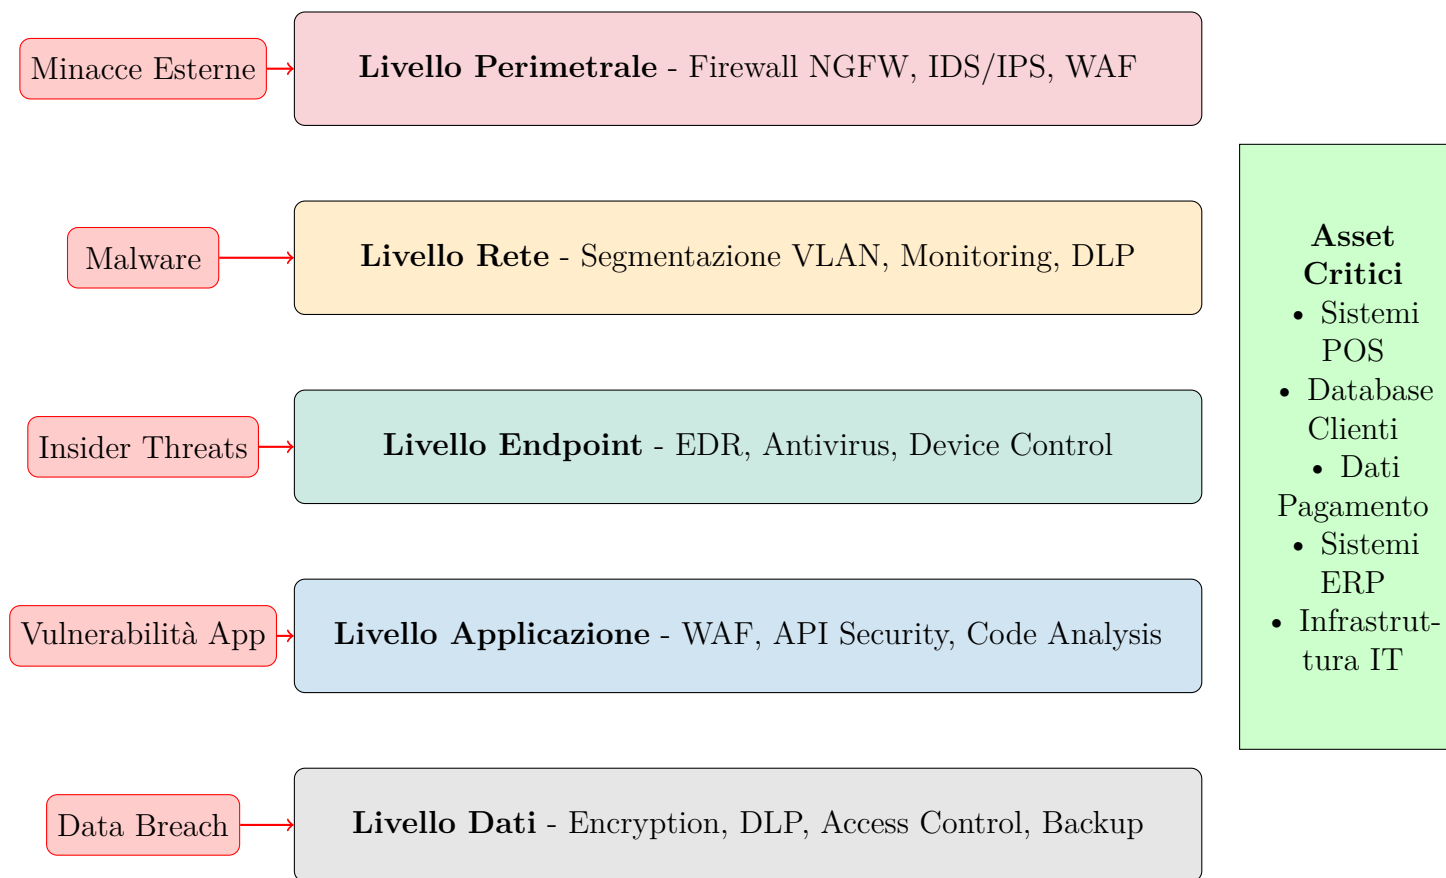 Minacce Esterne
Livello Perimetrale - Firewall NGFW, IDS/IPS, WAF
Malware
Livello Rete - Segmentazione VLAN, Monitoring, DLP
Insider Threats
Livello Endpoint - EDR, Antivirus, Device Control
Vulnerabilità App
Livello Applicazione - WAF, API Security, Code Analysis
Data Breach
Livello Dati - Encryption, DLP, Access Control, Backup
Asset
Critici
• Sistemi
POS
• Database
Clienti
• Dati
Pagamento
• Sistemi
ERP
• Infrastrut-
tura IT